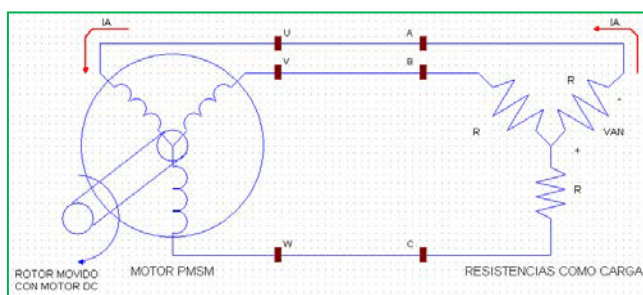 IA
U
A
IA
V
B
R
R
-
VAN
+
R
W
C
ROTOR MOVIDO
CON MOTOR DC
MOTOR PMSM
RESISTENCIAS COMO CARGA